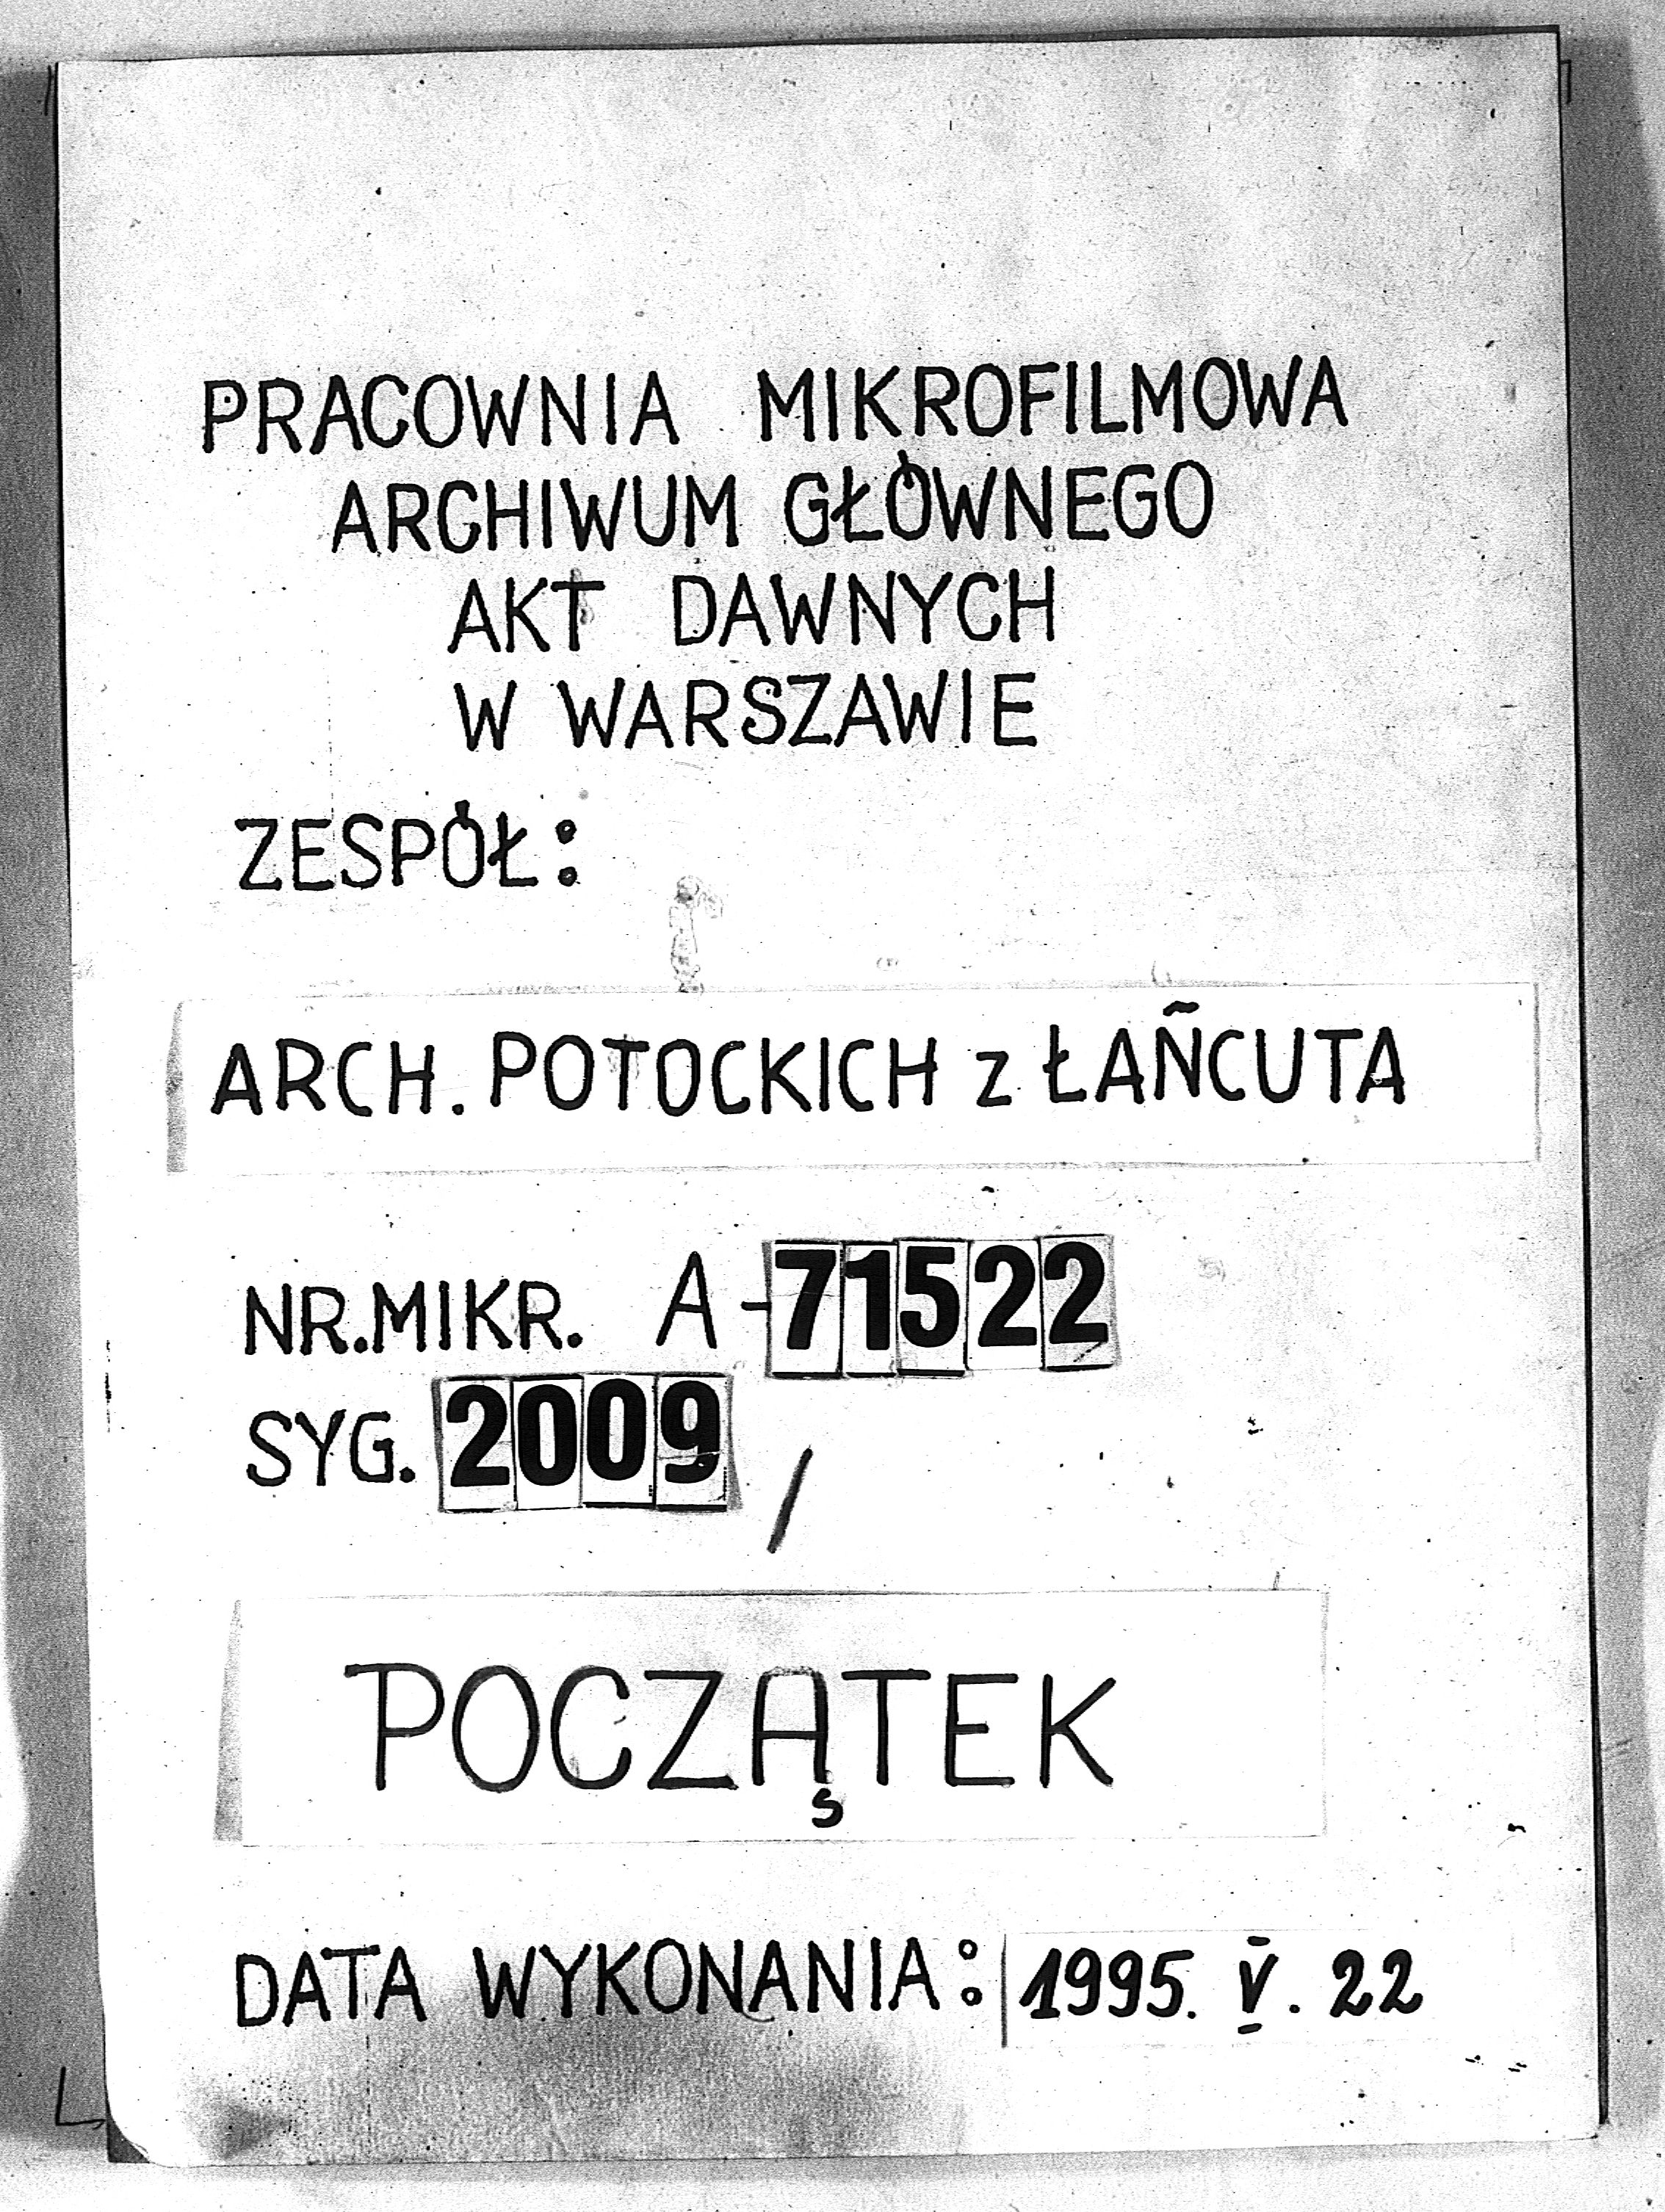 PRACOWNIA MIKROFILMOWA
ARCHIWUM GŁÓWNEGO
AKT DAWNYCH
W WARSZAWIE
ZESPÓŁ:
ARCH. POTOCKICH z ŁAŃCUTA
NR.MIKR. A-71522
SYG. 2009 /
POCZĄTEK
DATA WYKONANIA: 1995. V. 22